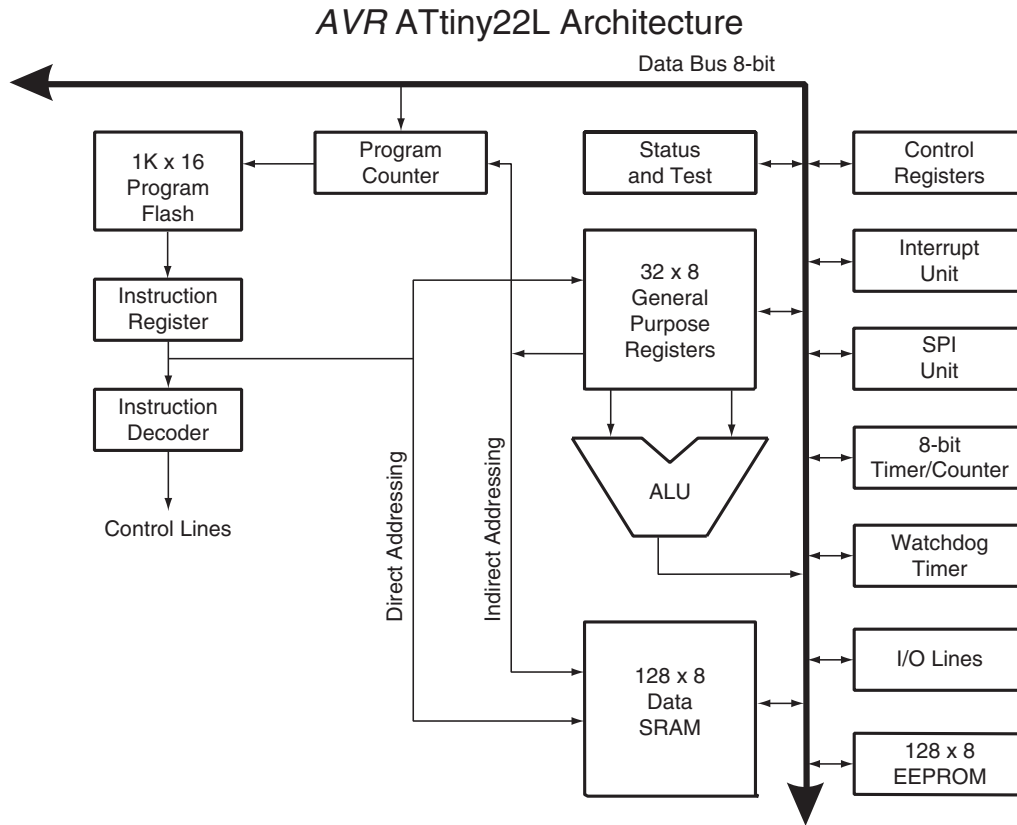 AVR ATtiny22L Architecture
Data Bus 8-bit
1K x 16
Program
Flash
Program
Counter
Status
and Test
Control
Registers
Instruction
Register
32 x 8
General
Purpose
Registers
Interrupt
Unit
SPI
Unit
Instruction
Decoder
Control Lines
Direct Addressing
Indirect Addressing
ALU
8-bit
Timer/Counter
Watchdog
Timer
128 x 8
Data
SRAM
I/O Lines
128 x 8
EEPROM